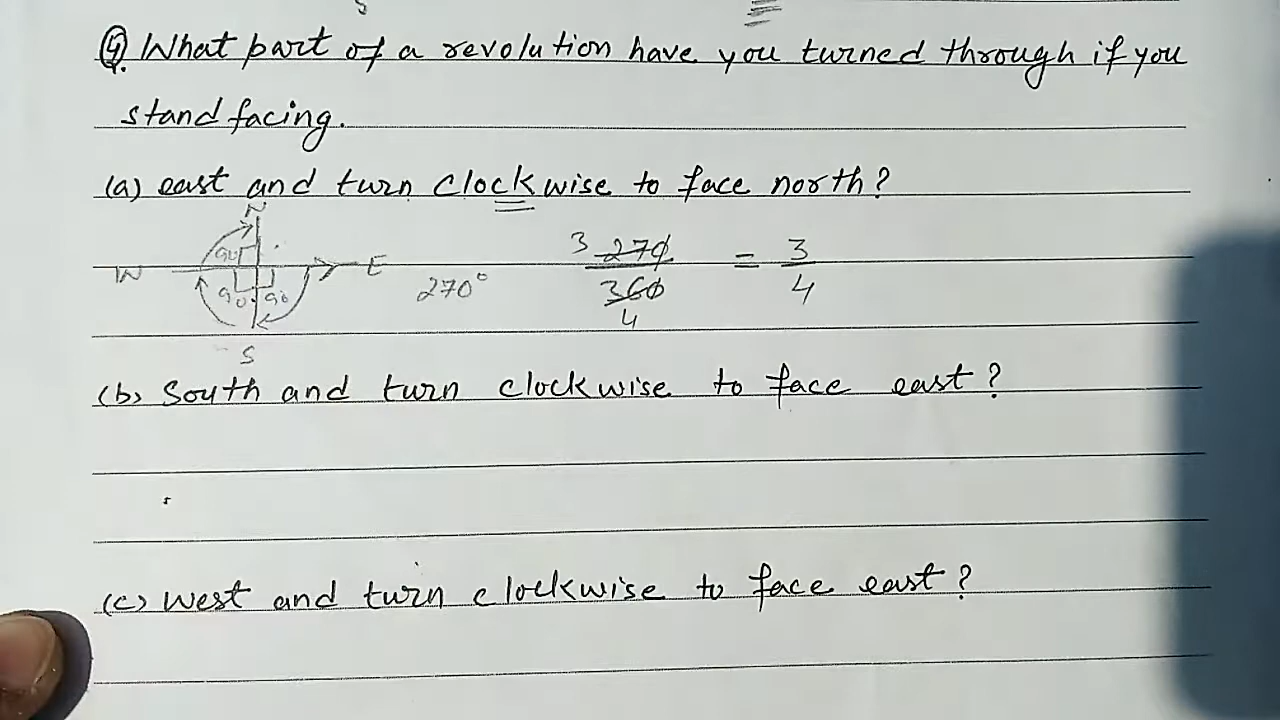 Q4. What part of a revolution have you turned through if you
stand facing.
(a) east and turn clockwise to face north?
N
90
W E
90 90
S
270°
3 270 / 360 4 = 3/4
(b) South and turn clockwise to face east?
(c) West and turn clockwise to face east?